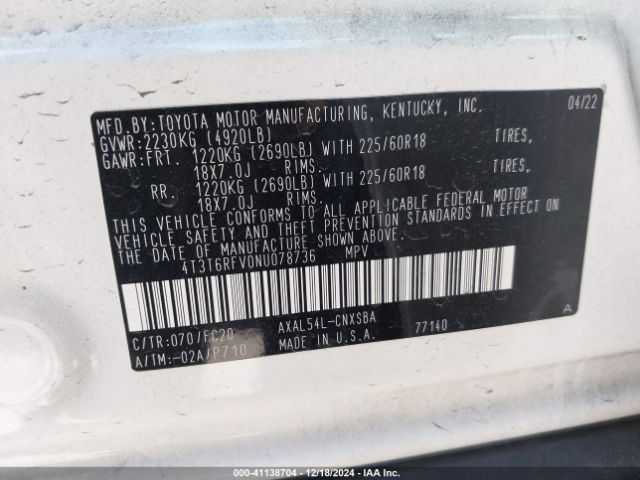 MFD.BY:TOYOTA MOTOR MANUFACTURING, KENTUCKY, INC. 04/22
GVWR:2230KG (4920LB)
GAWR:FRT. 1220KG (2690LB) WITH 225/60R18 TIRES,
18X7.0J RIMS.
RR. 1220KG (2690LB) WITH 225/60R18 TIRES,
18X7.0J RIMS.
THIS VEHICLE CONFORMS TO ALL APPLICABLE FEDERAL MOTOR
VEHICLE SAFETY AND THEFT PREVENTION STANDARDS IN EFFECT ON
THE DATE OF MANUFACTURE SHOWN ABOVE.
4T3T6RFV0NU078736 MPV
C/TR:070/FC20 AXAL54L-CNXSBA A
A/TM:-02A/P710 MADE IN U.S.A. 77140
000-41138704 - 12/18/2024 - IAA Inc.